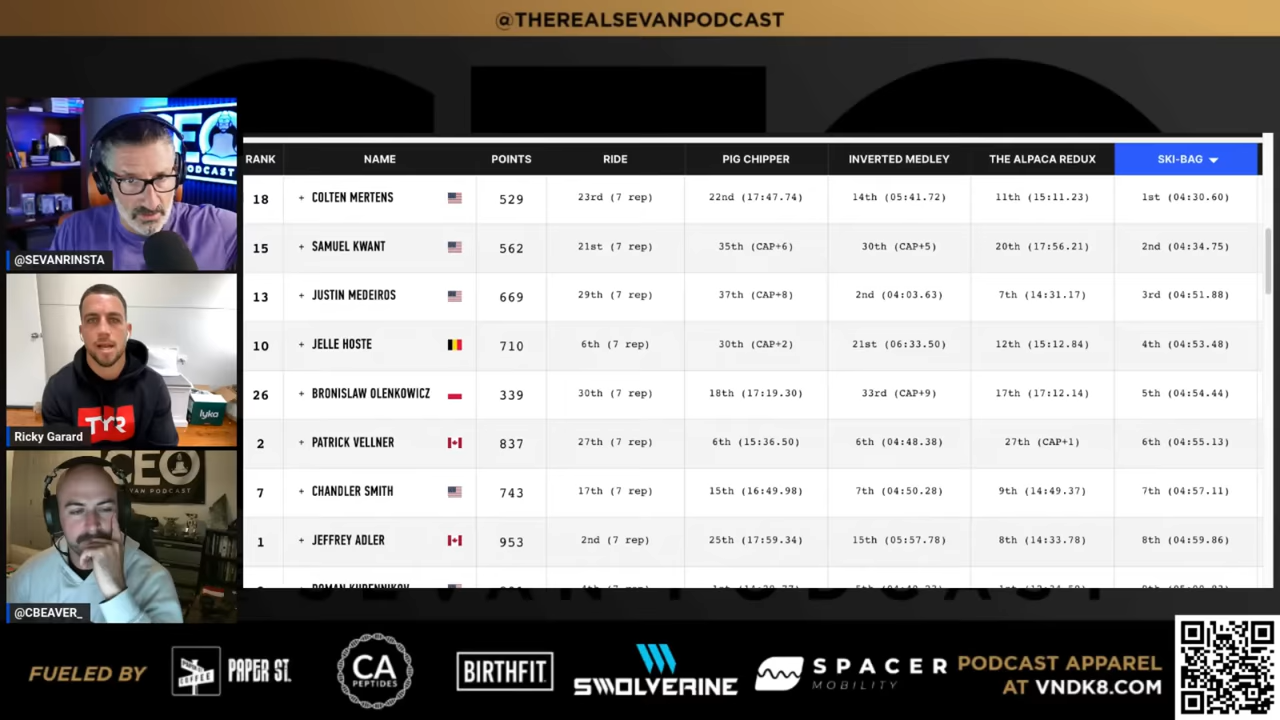 @THEREALSEVANPODCAST
CEO
PODCAST
@SEVANRINSTA
TYR
lyka
Ricky Garard
CEO
EVAN PODCAST
@CBEAVER_
RANK NAME POINTS RIDE PIG CHIPPER INVERTED MEDLEY THE ALPACA REDUX SKI-BAG
18 + COLTEN MERTENS 529 23rd (7 rep) 22nd (17:47.74) 14th (05:41.72) 11th (15:11.23) 1st (04:30.60)
15 + SAMUEL KWANT 562 21st (7 rep) 35th (CAP+6) 30th (CAP+5) 20th (17:56.21) 2nd (04:34.75)
13 + JUSTIN MEDEIROS 669 29th (7 rep) 37th (CAP+8) 2nd (04:03.63) 7th (14:31.17) 3rd (04:51.88)
10 + JELLE HOSTE 710 6th (7 rep) 30th (CAP+2) 21st (06:33.50) 12th (15:12.84) 4th (04:53.48)
26 + BRONISLAW OLENKOWICZ 339 30th (7 rep) 18th (17:19.30) 33rd (CAP+9) 17th (17:12.14) 5th (04:54.44)
2 + PATRICK VELLNER 837 27th (7 rep) 6th (15:36.50) 6th (04:48.38) 27th (CAP+1) 6th (04:55.13)
7 + CHANDLER SMITH 743 17th (7 rep) 15th (16:49.98) 7th (04:50.28) 9th (14:49.37) 7th (04:57.11)
1 + JEFFREY ADLER 953 2nd (7 rep) 25th (17:59.34) 15th (05:57.78) 8th (14:33.78) 8th (04:59.86)
SEVAN PODCAST
FUELED BY
PAPER ST.
COFFEE
CA
PEPTIDES
BIRTHFIT
SWOLVERINE
SPACER
MOBILITY
PODCAST APPAREL
AT VNDK8.COM